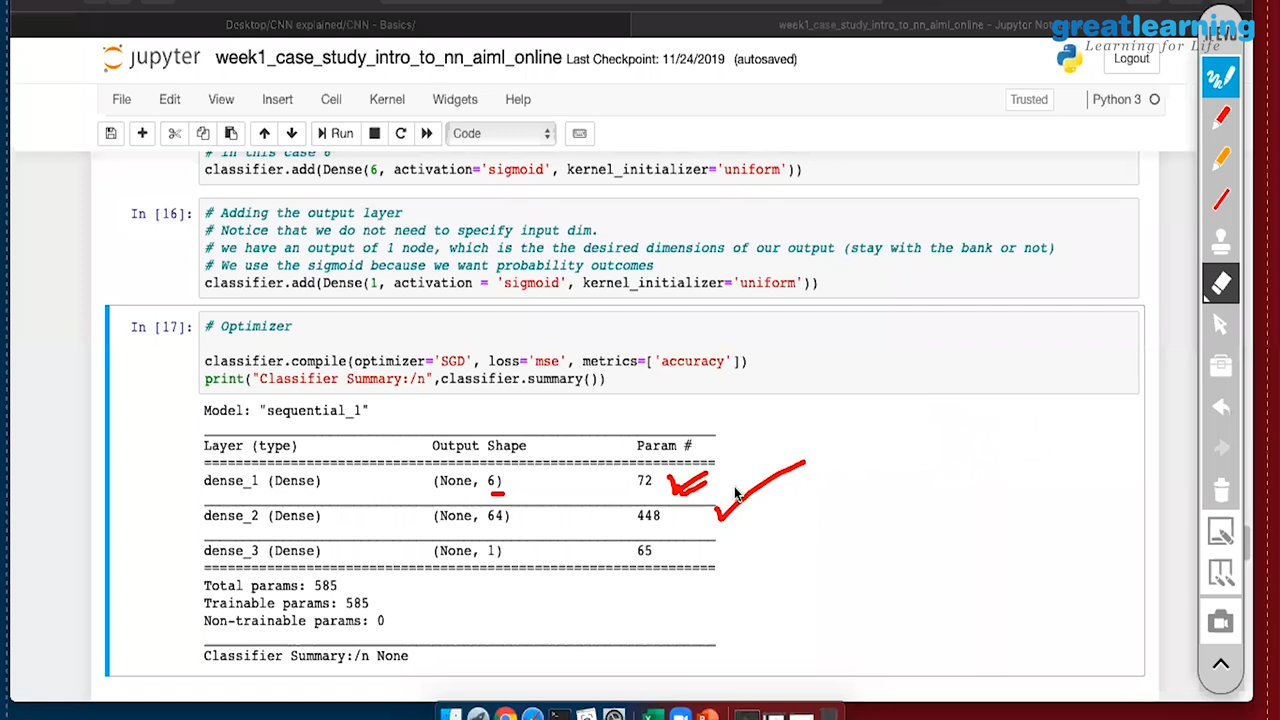 Desktop/CNN explained/CNN - Basics/
week1_case_study_intro_to_nn_aiml_online - Jupyter
greatlearning
Learning for Life
jupyter week1_case_study_intro_to_nn_aiml_online Last Checkpoint: 11/24/2019 (autosaved)
Logout
File Edit View Insert Cell Kernel Widgets Help
Trusted Python 3
Run Code
# in this case 6
classifier.add(Dense(6, activation='sigmoid', kernel_initializer='uniform'))
In [16]:
# Adding the output layer
# Notice that we do not need to specify input dim.
# we have an output of 1 node, which is the the desired dimensions of our output (stay with the bank or not)
# We use the sigmoid because we want probability outcomes
classifier.add(Dense(1, activation = 'sigmoid', kernel_initializer='uniform'))
In [17]:
# Optimizer
classifier.compile(optimizer='SGD', loss='mse', metrics=['accuracy'])
print("Classifier Summary:/n",classifier.summary())
Model: "sequential_1"
Layer (type) Output Shape Param #
dense_1 (Dense) (None, 6) 72
dense_2 (Dense) (None, 64) 448
dense_3 (Dense) (None, 1) 65
Total params: 585
Trainable params: 585
Non-trainable params: 0
Classifier Summary:/n None